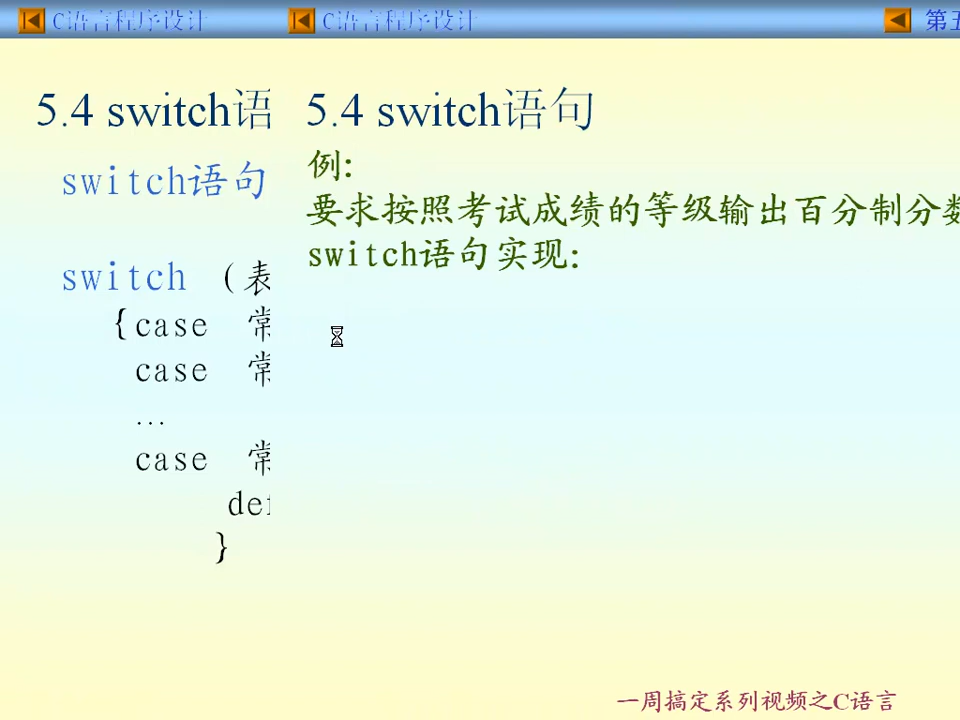 C语言程序设计
C语言程序设计
第五
5.4 switch语
switch语句
switch (表
{case 常
case 常
...
case 常
def
}
5.4 switch语句
例:
要求按照考试成绩的等级输出百分制分数
switch语句实现:
一周搞定系列视频之C语言